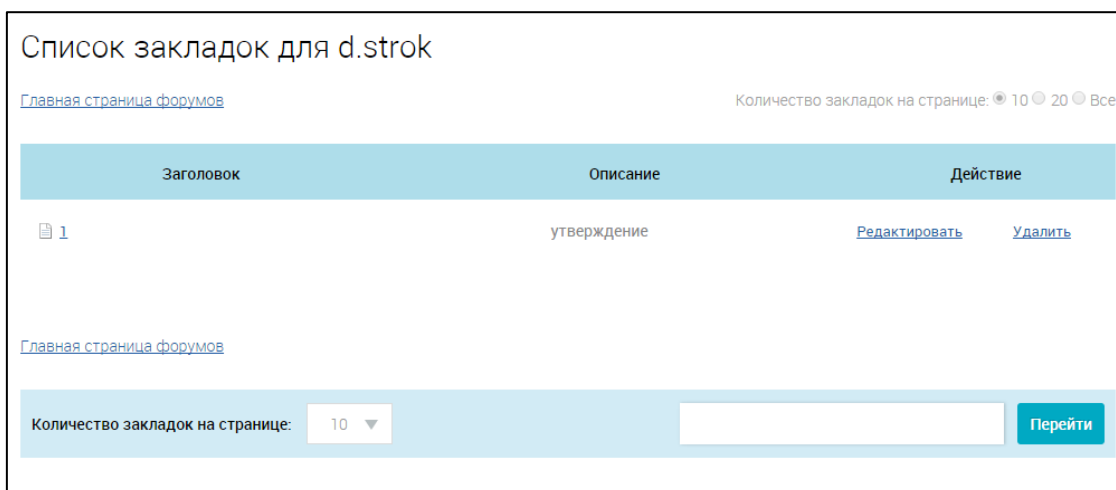 Список закладок для d.strok
Главная страница форумов Количество закладок на странице: 10 20 Все
Заголовок Описание Действие
1 утверждение Редактировать Удалить
Главная страница форумов
Количество закладок на странице: 10 Перейти